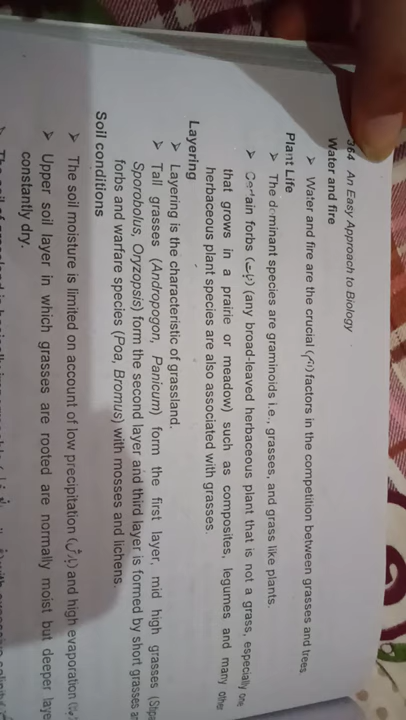 364 An Easy Approach to Biology
Water and fire
➤ Water and fire are the crucial (اہم) factors in the competition between grasses and trees
Plant Life
➤ The dominant species are graminoids i.e., grasses, and grass like plants.
➤ Certain forbs (any broad-leaved herbaceous plant that is not a grass, especially one
that grows in a prairie or meadow) such as composites, legumes and many other
herbaceous plant species are also associated with grasses.
Layering
➤ Layering is the characteristic of grassland.
➤ Tall grasses (Andropogon, Panicum) form the first layer, mid high grasses
Sporobolus, Oryzopsis) form the second layer and third layer is formed by short grasses
forbs and warfare species (Poa, Bromus) with mosses and lichens.
Soil conditions
➤ The soil moisture is limited on account of low precipitation (بارش) and high evaporation
➤ Upper soil layer in which grasses are rooted are normally moist but deeper
constantly dry.